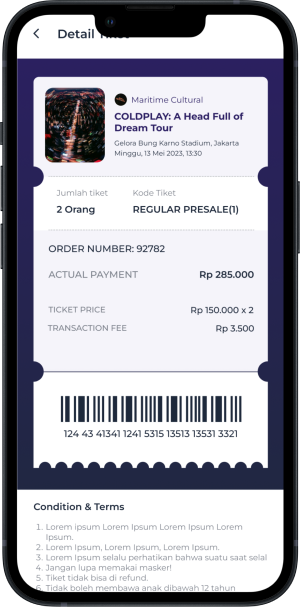 Detail Tiket
Maritime Cultural
COLDPLAY: A Head Full of
Dream Tour
Gelora Bung Karno Stadium, Jakarta
Minggu, 13 Mei 2023, 13:30
Jumlah tiket
Kode Tiket
2 Orang
REGULAR PRESALE(1)
ORDER NUMBER: 92782
ACTUAL PAYMENT
Rp 285.000
TICKET PRICE
Rp 150.000 x 2
TRANSACTION FEE
Rp 3.500
124 43 41341 1241 5315 13513 13531 3321
Condition & Terms
1. Lorem ipsum Lorem Ipsum Lorem Ipsum Lorem
Ipsum.
2. Lorem Ipsum, Lorem Ipsum, Lorem Ipsum.
3. Lorem Ipsum selalu perhatikan bahwa suatu saat selal
4. Jangan lupa memakai masker!
5. Tiket tidak bisa di refund.
6. Tidak boleh membawa anak dibawah 12 tahun